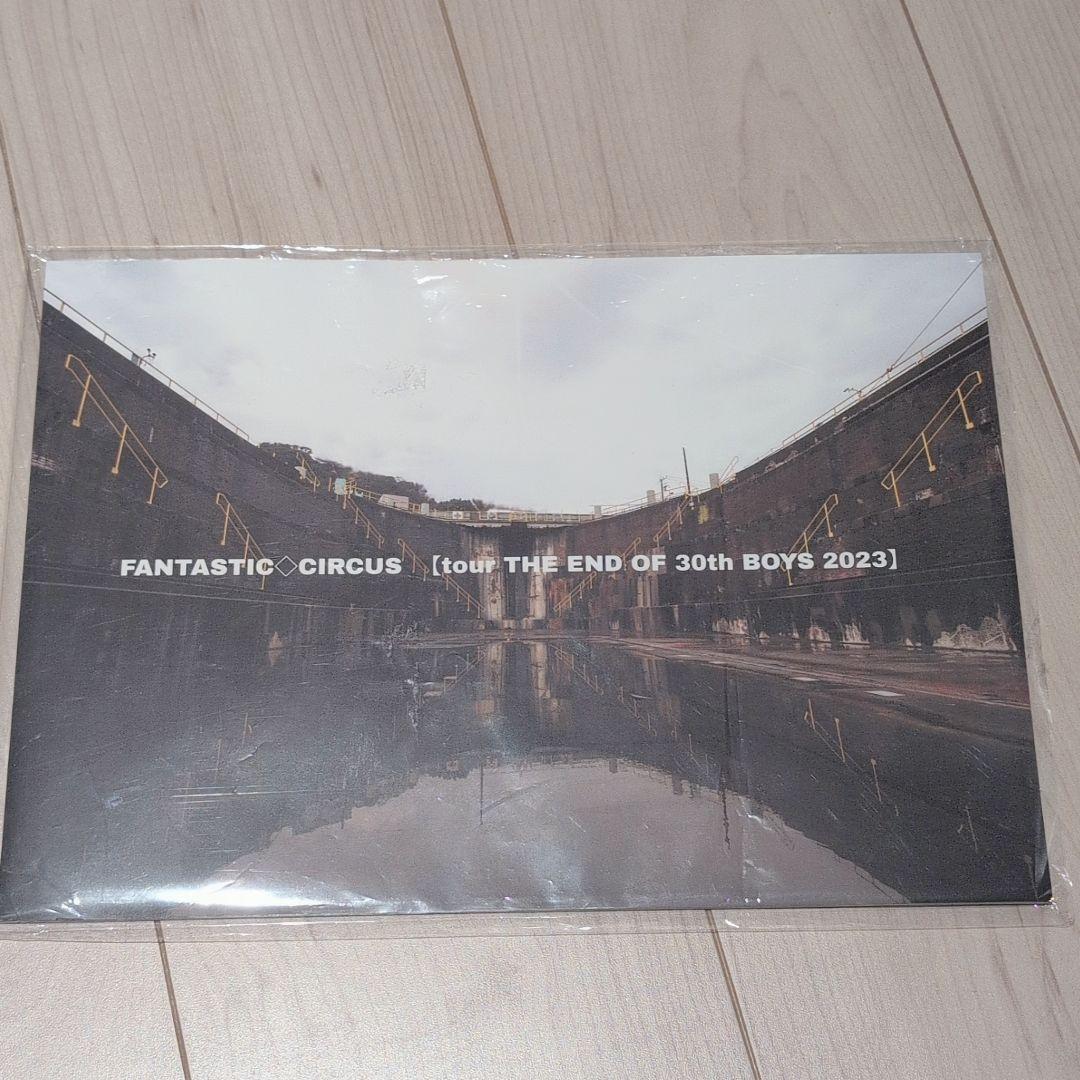 FANTASTIC◇CIRCUS 【tour THE END OF 30th BOYS 2023】